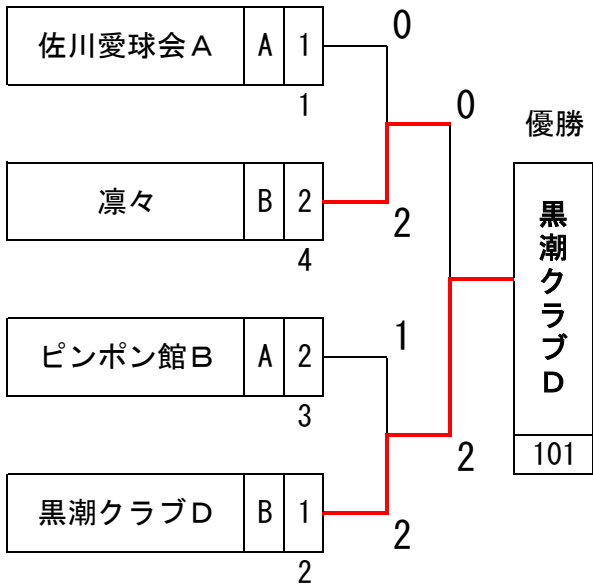 佐川愛球会A A 1 0
1
0
優勝
凛々 B 2 2
4
黒潮クラブD
ピンポン館B A 2 1
3
101
2
黒潮クラブD B 1 2
2